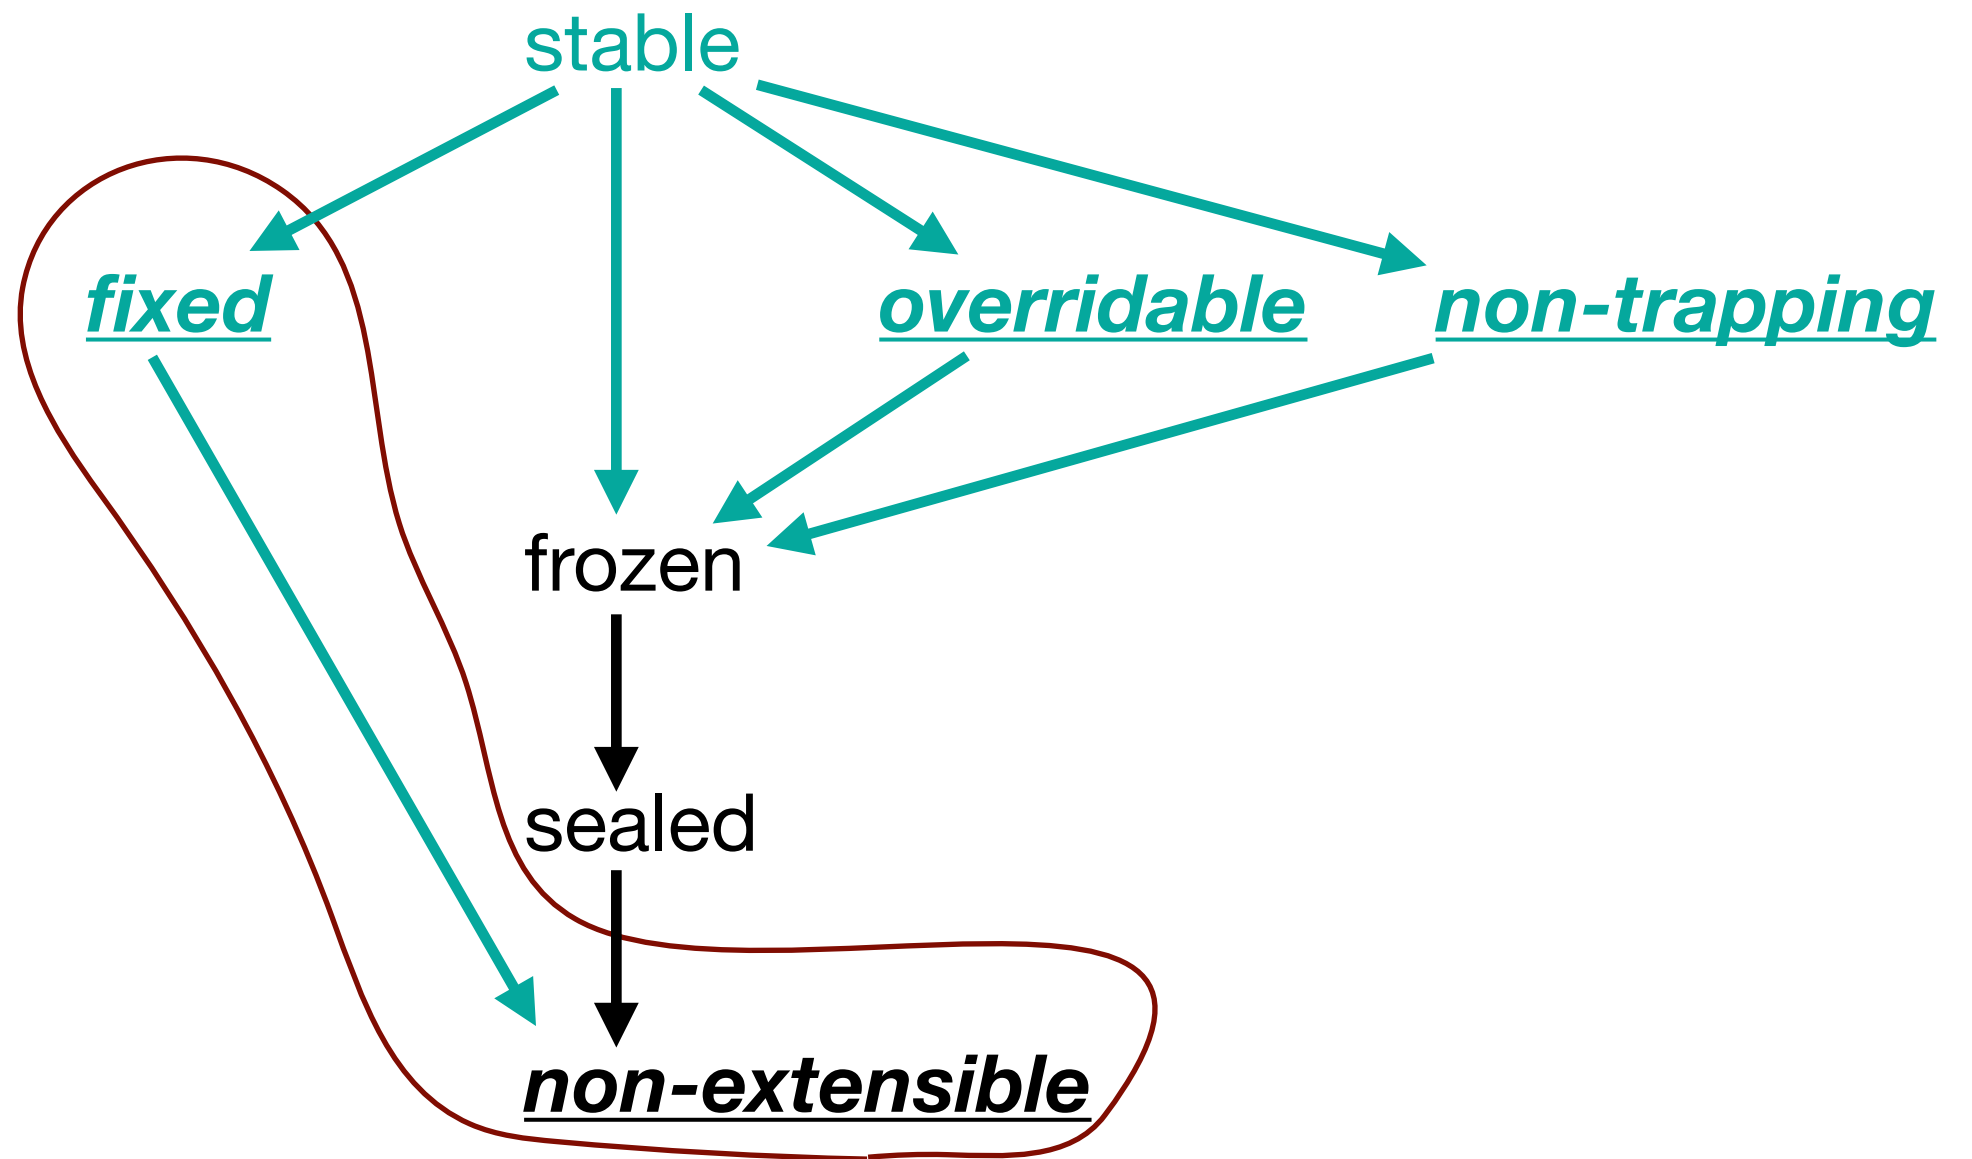 stable
fixed
overridable
non-trapping
frozen
sealed
non-extensible